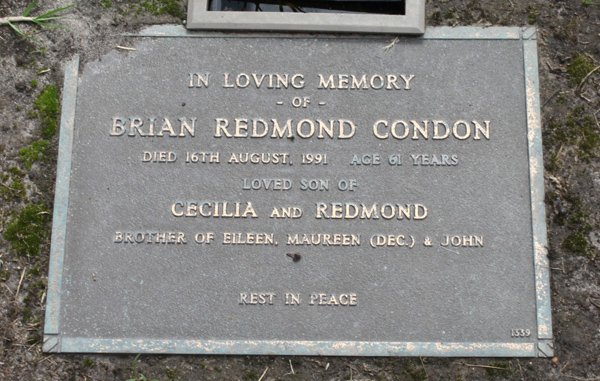 IN LOVING MEMORY
- OF -
BRIAN REDMOND CONDON
DIED 16TH AUGUST, 1991 AGE 61 YEARS
LOVED SON OF
CECILIA AND REDMOND
BROTHER OF EILEEN, MAUREEN (DEC.) & JOHN
REST IN PEACE
1339